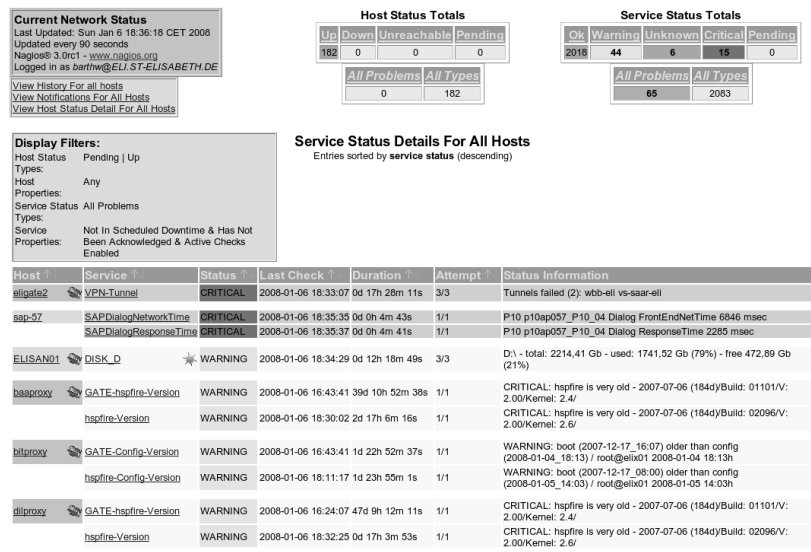 Current Network Status
Last Updated: Sun Jan 6 18:36:18 CET 2008
Updated every 90 seconds
Nagios® 3.0rc1 - www.nagios.org
Logged in as barthw@ELI.ST-ELISABETH.DE
View History For all hosts
View Notifications For All Hosts
View Host Status Detail For All Hosts
Host Status Totals
Up Down Unreachable Pending
182 0 0 0
All Problems All Types
0 182
Service Status Totals
Ok Warning Unknown Critical Pending
2018 44 6 15 0
All Problems All Types
65 2083
Display Filters:
Host Status Types: Pending | Up
Host Properties: Any
Service Status Types: All Problems
Service Properties: Not In Scheduled Downtime & Has Not Been Acknowledged & Active Checks Enabled
Service Status Details For All Hosts
Entries sorted by service status (descending)
Host Service Status Last Check Duration Attempt Status Information
eligate2 VPN-Tunnel CRITICAL 2008-01-06 18:33:07 0d 17h 28m 11s 3/3 Tunnels failed (2): wbb-eli vs-saar-eli
sap-57 SAPDialogNetworkTime CRITICAL 2008-01-06 18:35:35 0d 0h 4m 43s 1/1 P10 p10ap057_P10_04 Dialog FrontEndNetTime 6846 msec
SAPDialogResponseTime CRITICAL 2008-01-06 18:35:37 0d 0h 4m 41s 1/1 P10 p10ap057_P10_04 Dialog ResponseTime 2285 msec
ELISAN01 DISK_D WARNING 2008-01-06 18:34:29 0d 12h 18m 49s 3/3 D:\ - total: 2214,41 Gb - used: 1741,52 Gb (79%) - free 472,89 Gb (21%)
baaproxy GATE-hspfire-Version WARNING 2008-01-06 16:43:41 39d 10h 52m 38s 1/1 CRITICAL: hspfire is very old - 2007-07-06 (184d)/Build: 01101/V: 2.00/Kernel: 2.4/
hspfire-Version WARNING 2008-01-06 18:30:02 2d 17h 6m 16s 1/1 CRITICAL: hspfire is very old - 2007-07-06 (184d)/Build: 02096/V: 2.00/Kernel: 2.6/
bitproxy GATE-Config-Version WARNING 2008-01-06 16:43:41 1d 22h 52m 37s 1/1 WARNING: boot (2007-12-17_16:07) older than config (2008-01-04_18:13) / root@elix01 2008-01-04 18:13h
hspfire-Config-Version WARNING 2008-01-06 18:11:17 1d 23h 55m 1s 1/1 WARNING: boot (2007-12-17_08:00) older than config (2008-01-05_14:03) / root@elix01 2008-01-05 14:03h
dilproxy GATE-hspfire-Version WARNING 2008-01-06 16:24:07 47d 9h 12m 11s 1/1 CRITICAL: hspfire is very old - 2007-07-06 (184d)/Build: 01101/V: 2.00/Kernel: 2.4/
hspfire-Version WARNING 2008-01-06 18:32:25 0d 17h 3m 53s 1/1 CRITICAL: hspfire is very old - 2007-07-06 (184d)/Build: 02096/V: 2.00/Kernel: 2.6/